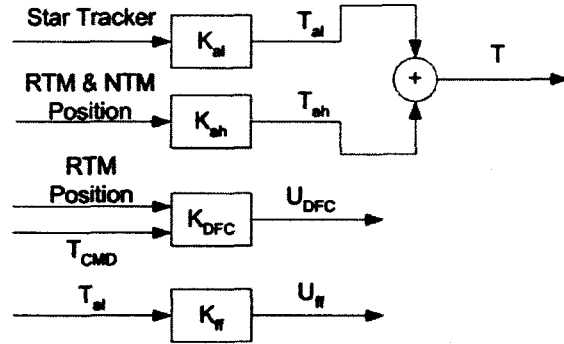 Star Tracker
K_al
T_al
+
T
RTM & NTM
Position
K_ah
T_ah
RTM
Position
T_CMD
K_DFC
U_DFC
T_al
K_ff
U_ff